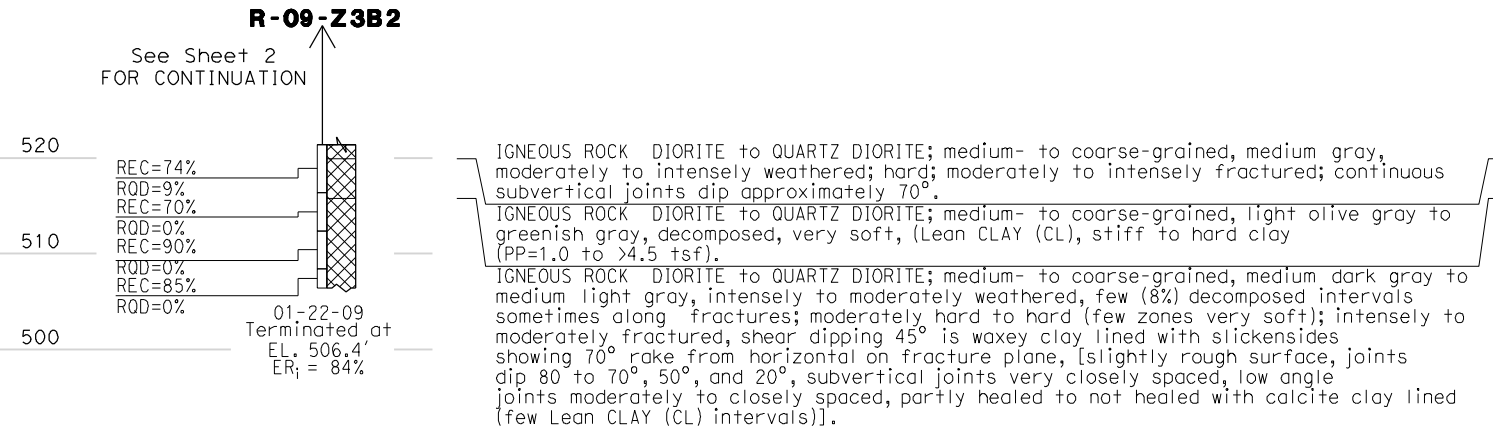 R-09-Z3B2
See Sheet 2
FOR CONTINUATION
520
REC=74%
RQD=9%
REC=70%
RQD=0%
510
REC=90%
RQD=0%
REC=85%
RQD=0%
500
01-22-09
Terminated at
EL. 506.4'
ERi = 84%
IGNEOUS ROCK DIORITE to QUARTZ DIORITE; medium- to coarse-grained, medium gray,
moderately to intensely weathered; hard; moderately to intensely fractured; continuous
subvertical joints dip approximately 70°.
IGNEOUS ROCK DIORITE to QUARTZ DIORITE; medium- to coarse-grained, light olive gray to
greenish gray, decomposed, very soft, (Lean CLAY (CL), stiff to hard clay
(PP=1.0 to >4.5 tsf).
IGNEOUS ROCK DIORITE to QUARTZ DIORITE; medium- to coarse-grained, medium dark gray to
medium light gray, intensely to moderately weathered, few (8%) decomposed intervals
sometimes along fractures; moderately hard to hard (few zones very soft); intensely to
moderately fractured, shear dipping 45° is waxey clay lined with slickensides
showing 70° rake from horizontal on fracture plane, [slightly rough surface, joints
dip 80 to 70°, 50°, and 20°, subvertical joints very closely spaced, low angle
joints moderately to closely spaced, partly healed to not healed with calcite clay lined
(few Lean CLAY (CL) intervals)].